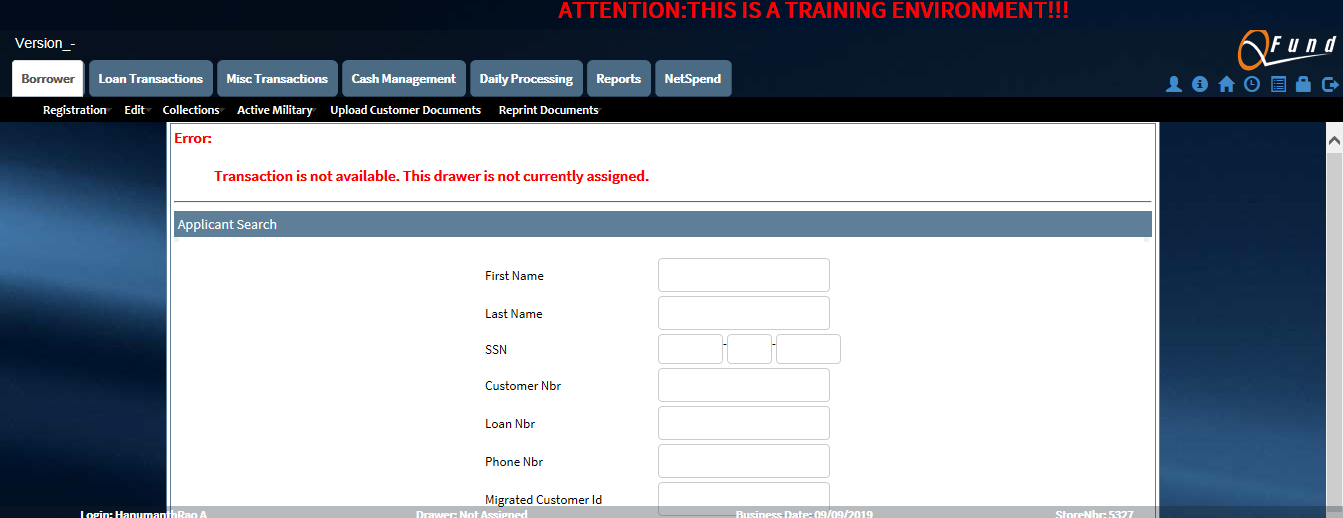 ATTENTION:THIS IS A TRAINING ENVIRONMENT!!!
Version_-
QFund
Borrower Loan Transactions Misc Transactions Cash Management Daily Processing Reports NetSpend
Registration Edit Collections Active Military Upload Customer Documents Reprint Documents
Error:
Transaction is not available. This drawer is not currently assigned.
Applicant Search
First Name
Last Name
SSN - -
Customer Nbr
Loan Nbr
Phone Nbr
Migrated Customer Id
Login: HanumanthRao A Drawer: Not Assigned Business Date: 09/09/2019 StoreNbr: 5327